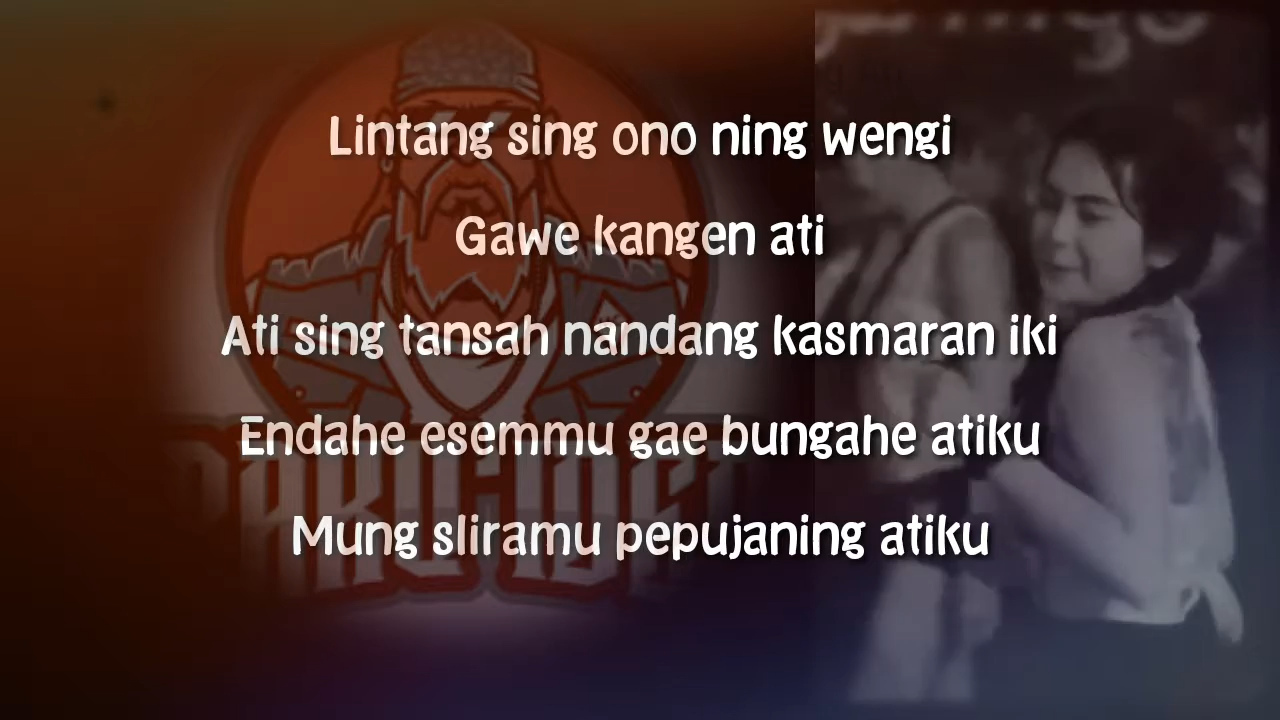 Lintang sing ono ning wengi
Gawe kangen ati
Ati sing tansah nandang kasmaran iki
Endahe esemmu gae bungahe atiku
Mung sliramu pepujaning atiku